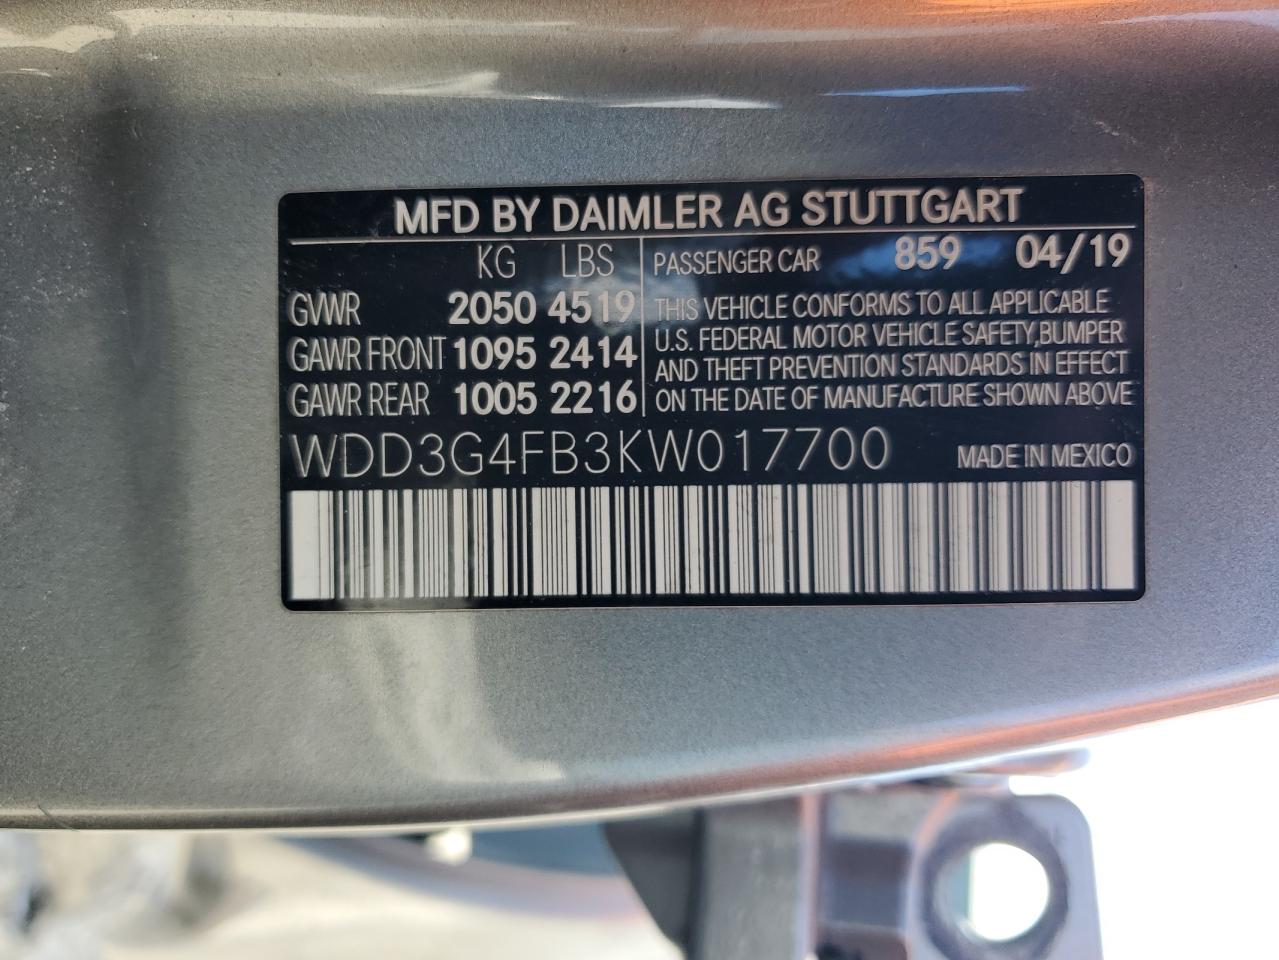 MFD BY DAIMLER AG STUTTGART
KG LBS
GVWR 2050 4519
GAWR FRONT 1095 2414
GAWR REAR 1005 2216
PASSENGER CAR 859 04/19
THIS VEHICLE CONFORMS TO ALL APPLICABLE
U.S. FEDERAL MOTOR VEHICLE SAFETY,BUMPER
AND THEFT PREVENTION STANDARDS IN EFFECT
ON THE DATE OF MANUFACTURE SHOWN ABOVE
WDD3G4FB3KW017700 MADE IN MEXICO